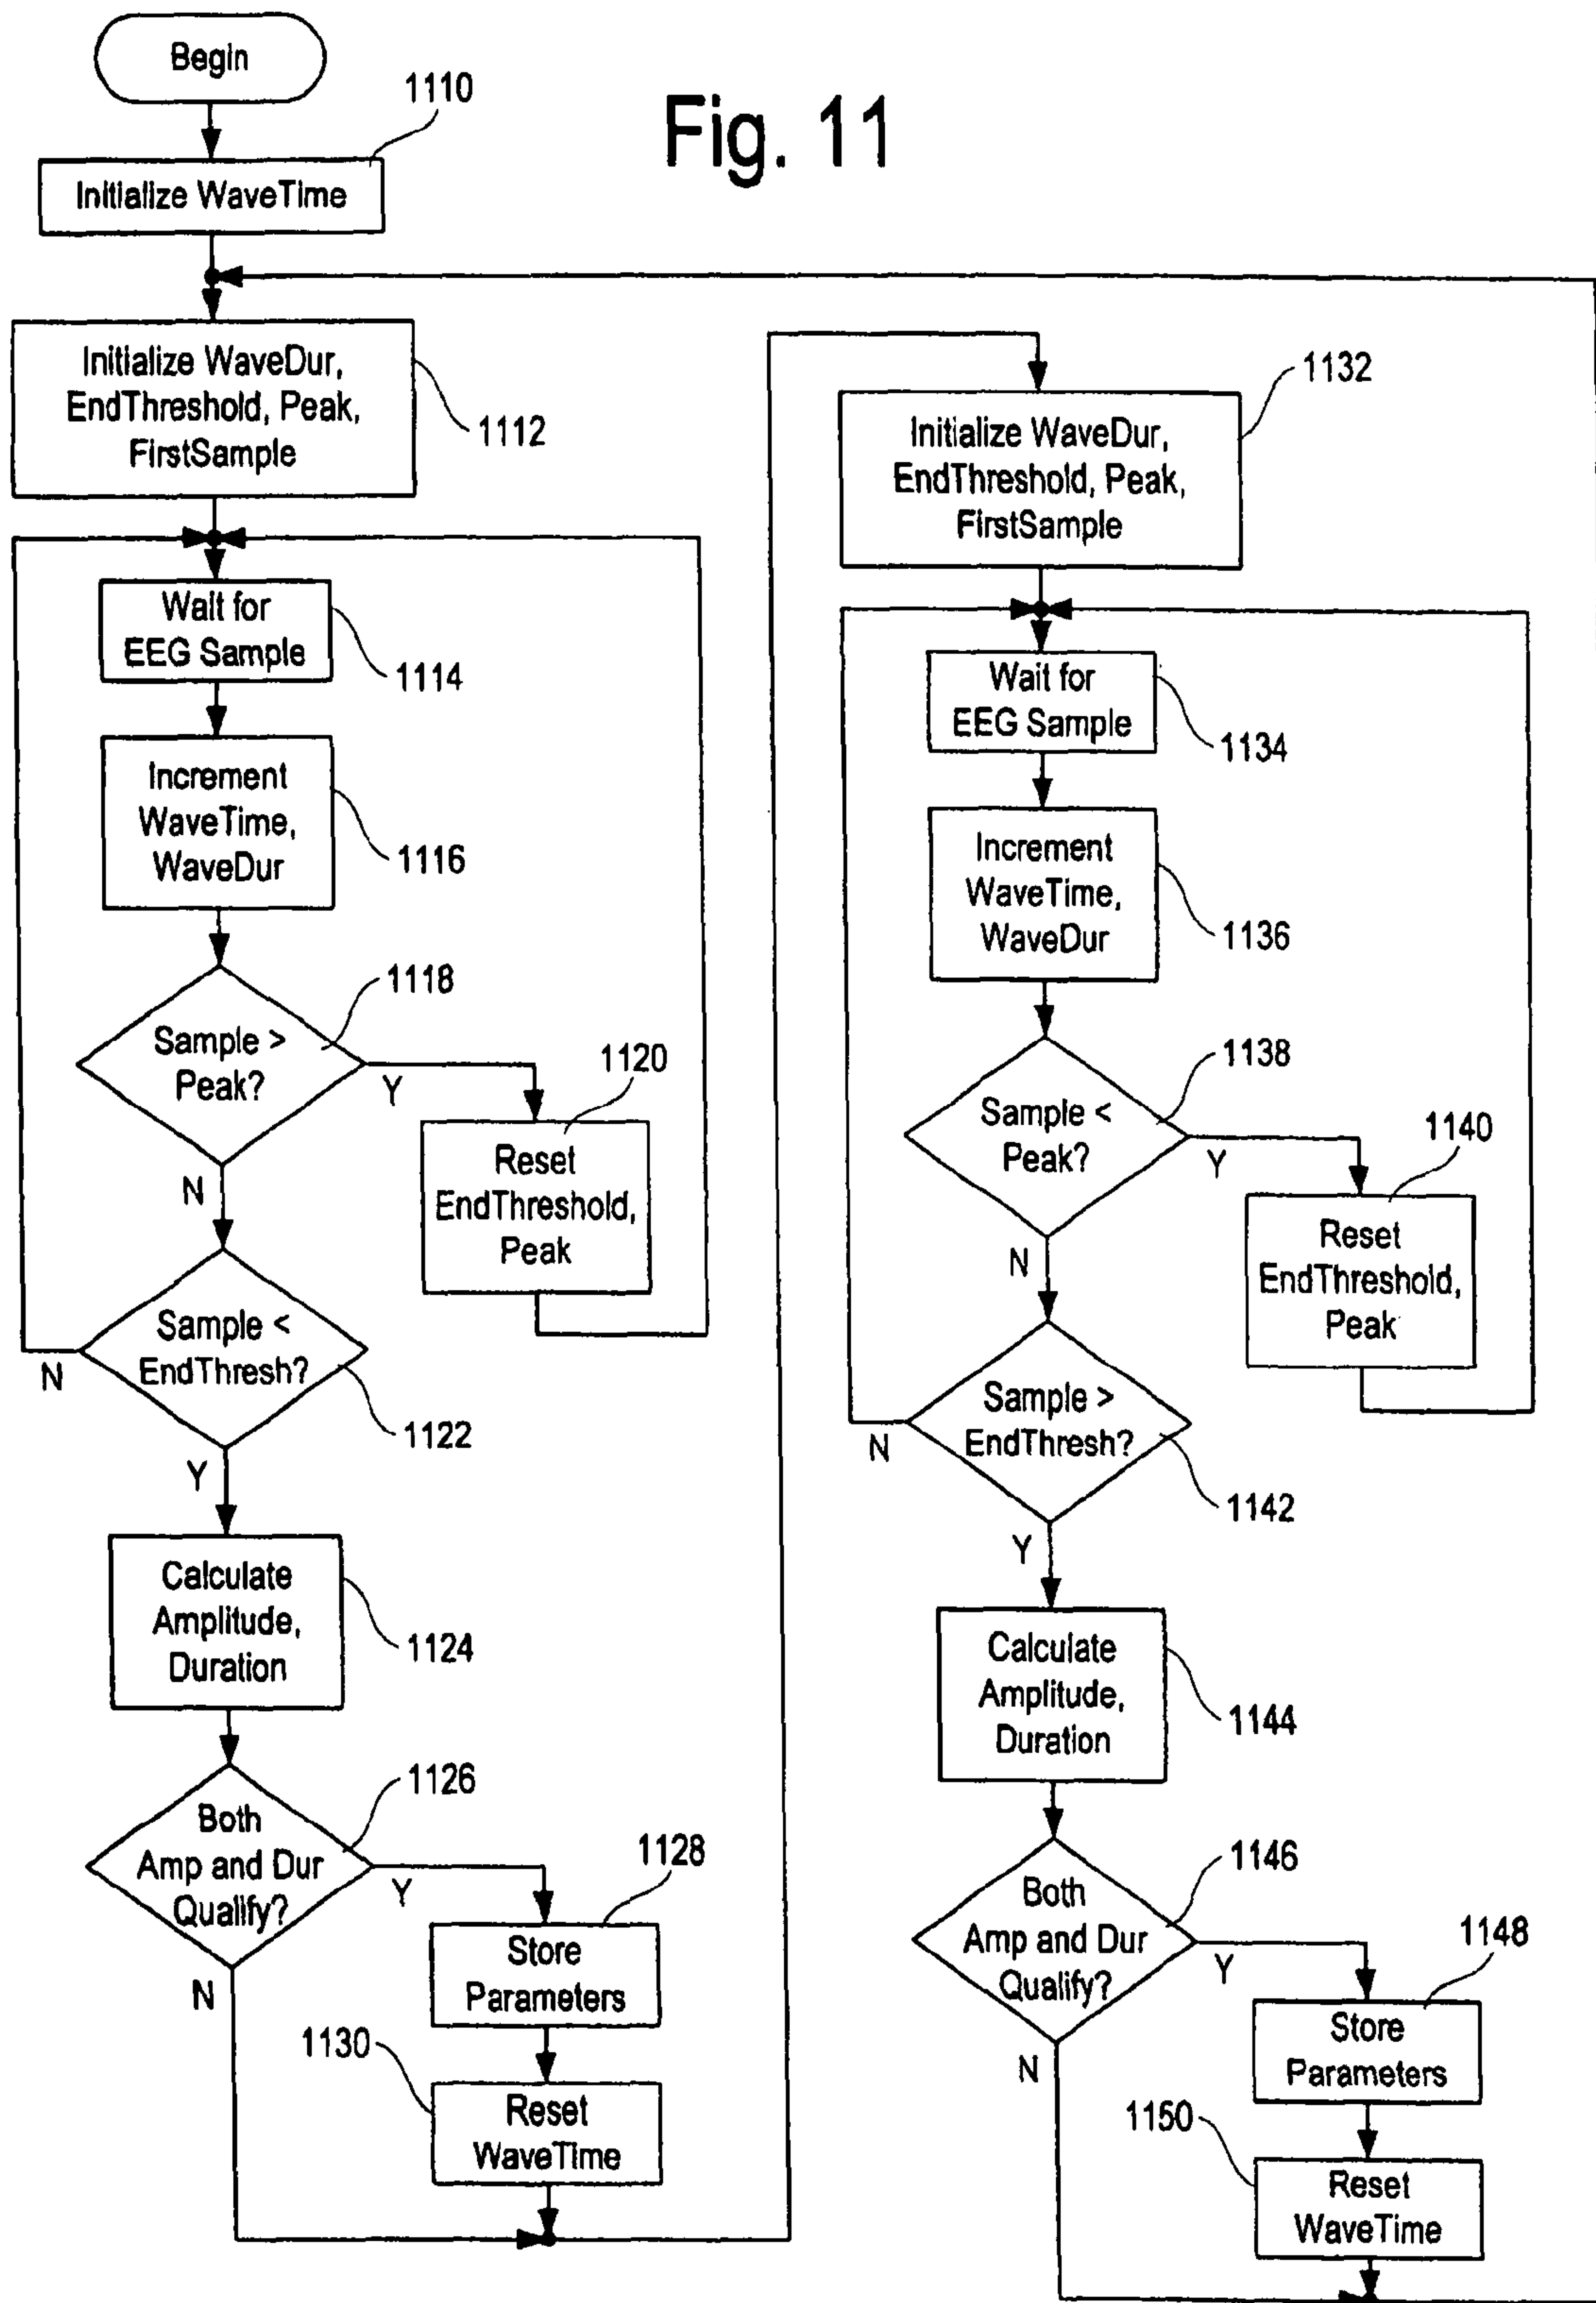 Fig. 11
Begin
1110
Initialize WaveTime
Initialize WaveDur,
EndThreshold, Peak,
FirstSample
1112
Wait for
EEG Sample
1114
Increment
WaveTime,
WaveDur
1116
Sample >
Peak?
1118
Y
N
1120
Reset
EndThreshold,
Peak
Sample <
EndThresh?
1122
N
Y
Calculate
Amplitude,
Duration
1124
Both
Amp and Dur
Qualify?
1126
Y
N
1128
Store
Parameters
1130
Reset
WaveTime
Initialize WaveDur,
EndThreshold, Peak,
FirstSample
1132
Wait for
EEG Sample
1134
Increment
WaveTime,
WaveDur
1136
Sample <
Peak?
1138
Y
N
1140
Reset
EndThreshold,
Peak
Sample >
EndThresh?
1142
N
Y
Calculate
Amplitude,
Duration
1144
Both
Amp and Dur
Qualify?
1146
Y
N
1148
Store
Parameters
1150
Reset
WaveTime